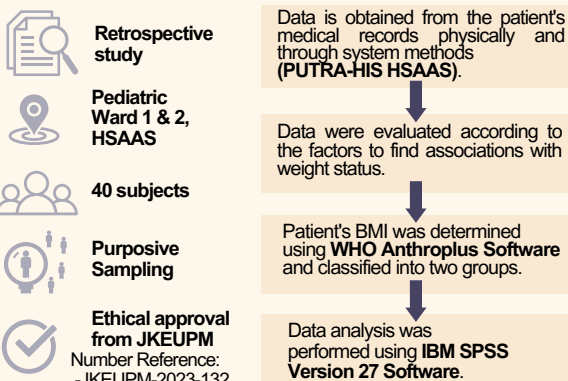 Retrospective
study
Pediatric
Ward 1 & 2,
HSAAS
40 subjects
Purposive
Sampling
Ethical approval
from JKEUPM
Number Reference:
-JKEUPM-2023-132
Data is obtained from the patient's
medical records physically and
through system methods
(PUTRA-HIS HSAAS).
Data were evaluated according to
the factors to find associations with
weight status.
Patient's BMI was determined
using WHO Anthroplus Software
and classified into two groups.
Data analysis was
performed using IBM SPSS
Version 27 Software.